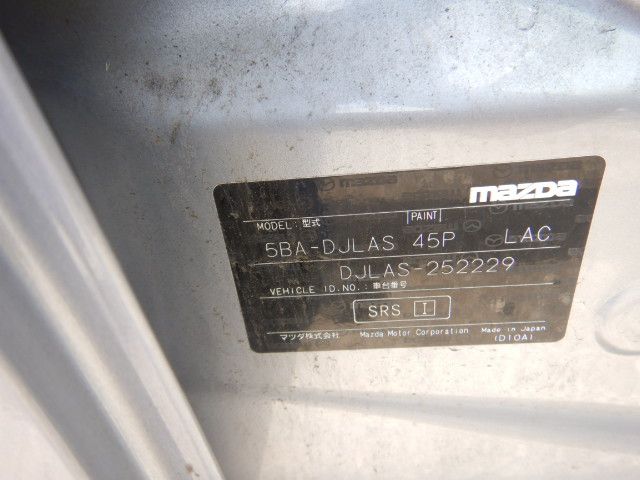 mazda
MODEL: 型式 PAINT
5BA-DJLAS 45P LAC
DJLAS-252229
VEHICLE ID.NO.: 車台番号
SRS I
マツダ株式会社 Mazda Motor Corporation Made in Japan
(D10A)